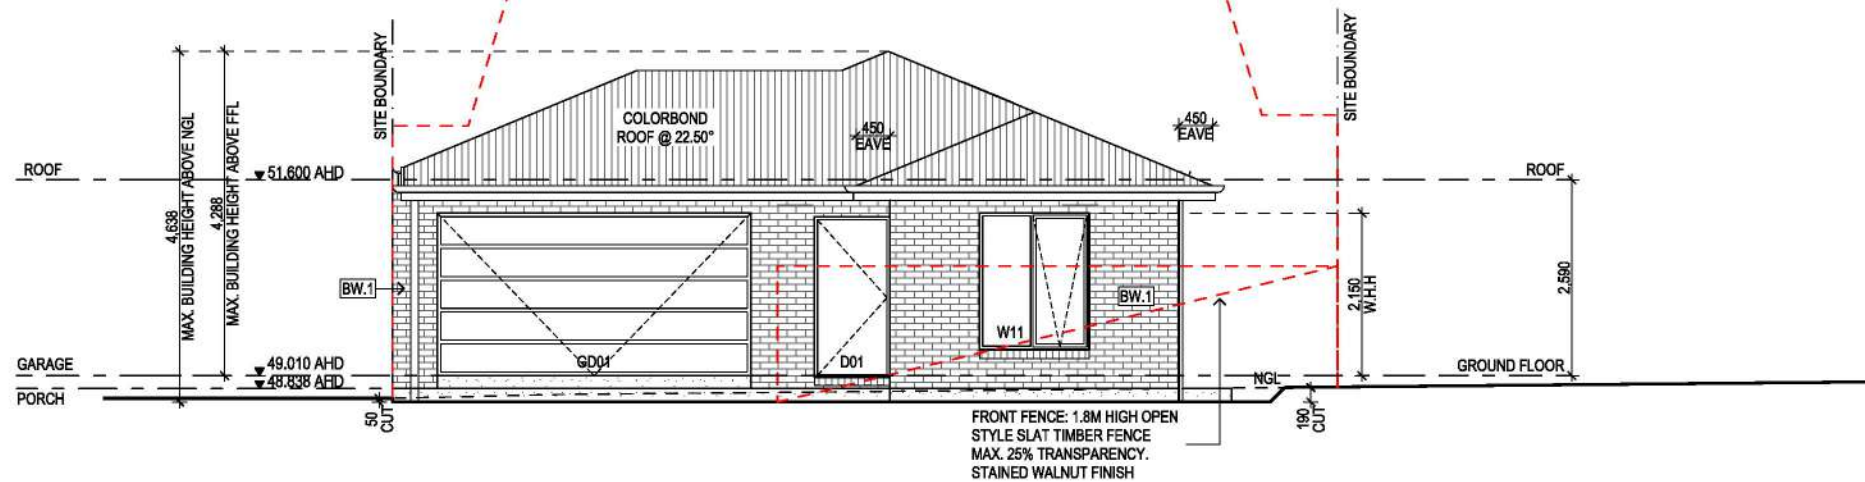 SITE BOUNDARY
SITE BOUNDARY
4,638
MAX. BUILDING HEIGHT ABOVE NGL
4,288
MAX. BUILDING HEIGHT ABOVE FFL
COLORBOND
ROOF @ 22.50°
450
EAVE
450
EAVE
ROOF
51.600 AHD
ROOF
BW.1
BW.1
2,150
W.H.H
2,590
W11
GD01
D01
GARAGE
49.010 AHD
GROUND FLOOR
48.838 AHD
NGL
PORCH
50
CUT
190
CUT
FRONT FENCE: 1.8M HIGH OPEN
STYLE SLAT TIMBER FENCE
MAX. 25% TRANSPARENCY.
STAINED WALNUT FINISH